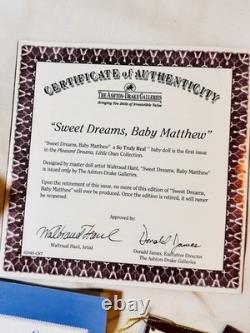 CERTIFICATE OF AUTHENTICITY
THE ASHTON-DRAKE GALLERIES
Bringing You Dolls of Irresistible Value
"Sweet Dreams, Baby Matthew"
"Sweet Dreams, Baby Matthew" a So Truly Real™ baby doll is the first issue
in the Pleasant Dreams, Little Ones Collection.
Designed by master doll artist Waltraud Hanl, "Sweet Dreams, Baby Matthew"
is issued only by The Ashton-Drake Galleries.
Upon the retirement of this issue, no more of this edition of "Sweet Dreams,
Baby Matthew" will ever be produced. Once the edition is retired, it will
never be reopened.
Approved by:
Waltraud Hanl
Donald James
Waltraud Hanl, Artist
Donald James, Executive Director
The Ashton-Drake Galleries